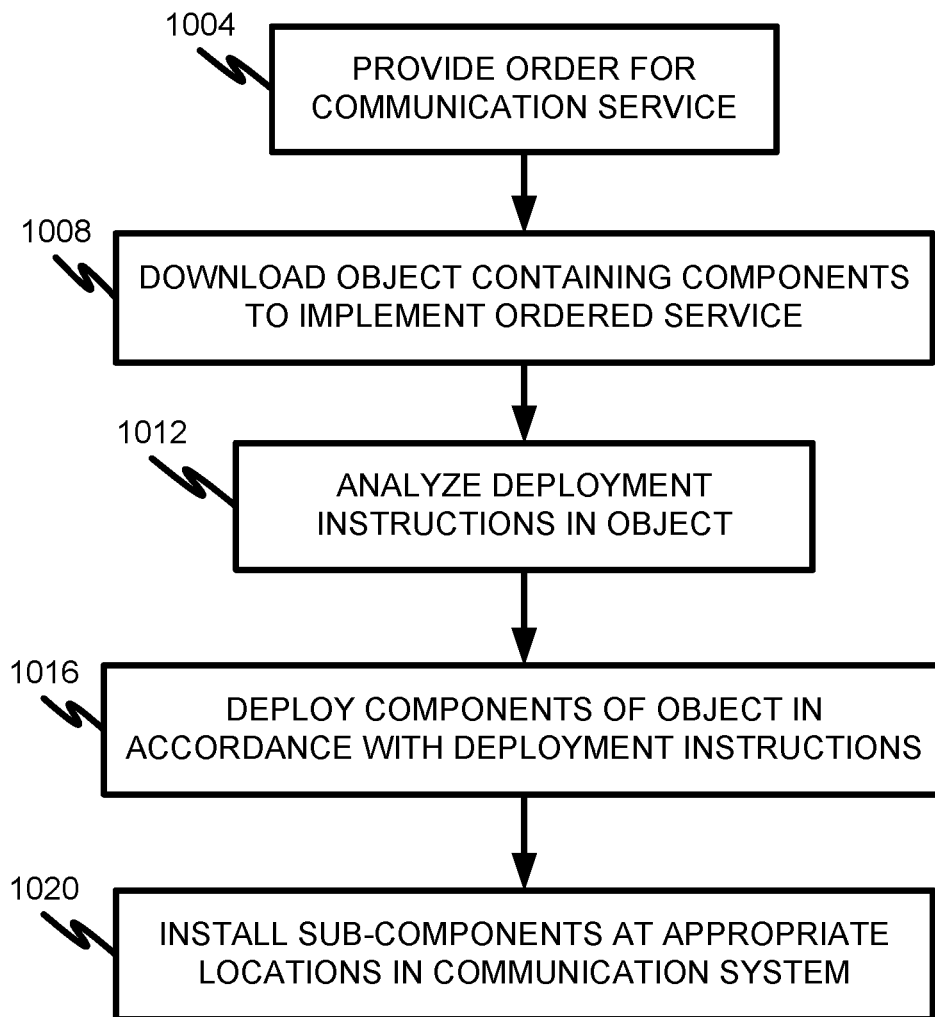 1004
PROVIDE ORDER FOR
COMMUNICATION SERVICE
1008
DOWNLOAD OBJECT CONTAINING COMPONENTS
TO IMPLEMENT ORDERED SERVICE
1012
ANALYZE DEPLOYMENT
INSTRUCTIONS IN OBJECT
1016
DEPLOY COMPONENTS OF OBJECT IN
ACCORDANCE WITH DEPLOYMENT INSTRUCTIONS
1020
INSTALL SUB-COMPONENTS AT APPROPRIATE
LOCATIONS IN COMMUNICATION SYSTEM